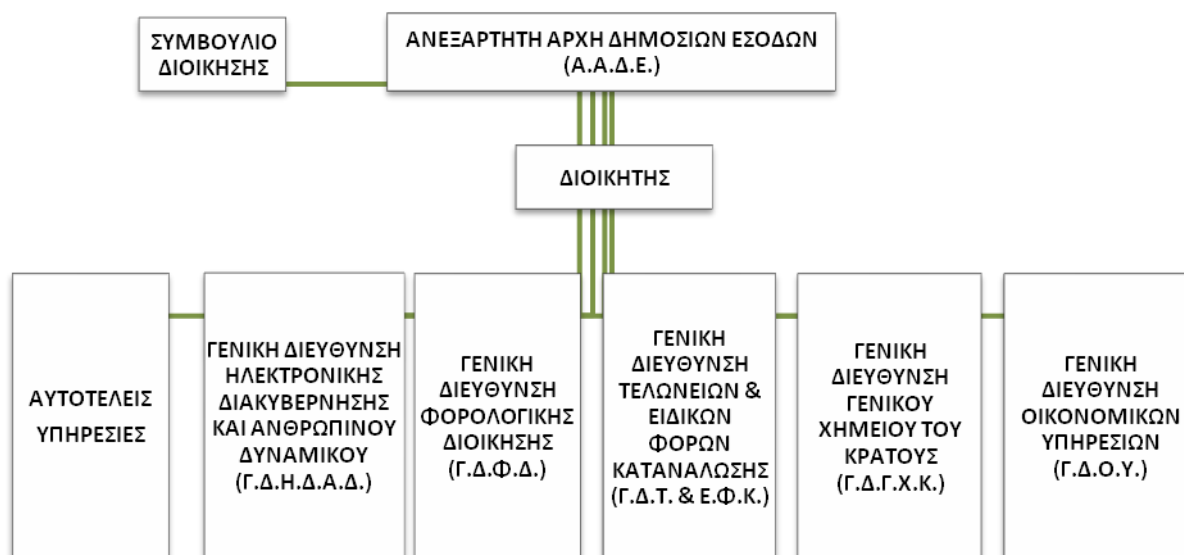 ΣΥΜΒΟΥΛΙΟ
ΔΙΟΙΚΗΣΗΣ
ΑΝΕΞΑΡΤΗΤΗ ΑΡΧΗ ΔΗΜΟΣΙΩΝ ΕΣΟΔΩΝ
(Α.Α.Δ.Ε.)
ΔΙΟΙΚΗΤΗΣ
ΑΥΤΟΤΕΛΕΙΣ
ΥΠΗΡΕΣΙΕΣ
ΓΕΝΙΚΗ ΔΙΕΥΘΥΝΣΗ
ΗΛΕΚΤΡΟΝΙΚΗΣ
ΔΙΑΚΥΒΕΡΝΗΣΗΣ
ΚΑΙ ΑΝΘΡΩΠΙΝΟΥ
ΔΥΝΑΜΙΚΟΥ
(Γ.Δ.Η.Δ.Α.Δ.)
ΓΕΝΙΚΗ
ΔΙΕΥΘΥΝΣΗ
ΦΟΡΟΛΟΓΙΚΗΣ
ΔΙΟΙΚΗΣΗΣ
(Γ.Δ.Φ.Δ.)
ΓΕΝΙΚΗ
ΔΙΕΥΘΥΝΣΗ
ΤΕΛΩΝΕΙΩΝ &
ΕΙΔΙΚΩΝ
ΦΟΡΩΝ
ΚΑΤΑΝΑΛΩΣΗΣ
(Γ.Δ.Τ. & Ε.Φ.Κ.)
ΓΕΝΙΚΗ
ΔΙΕΥΘΥΝΣΗ
ΓΕΝΙΚΟΥ
ΧΗΜΕΙΟΥ ΤΟΥ
ΚΡΑΤΟΥΣ
(Γ.Δ.Γ.Χ.Κ.)
ΓΕΝΙΚΗ
ΔΙΕΥΘΥΝΣΗ
ΟΙΚΟΝΟΜΙΚΩΝ
ΥΠΗΡΕΣΙΩΝ
(Γ.Δ.Ο.Υ.)